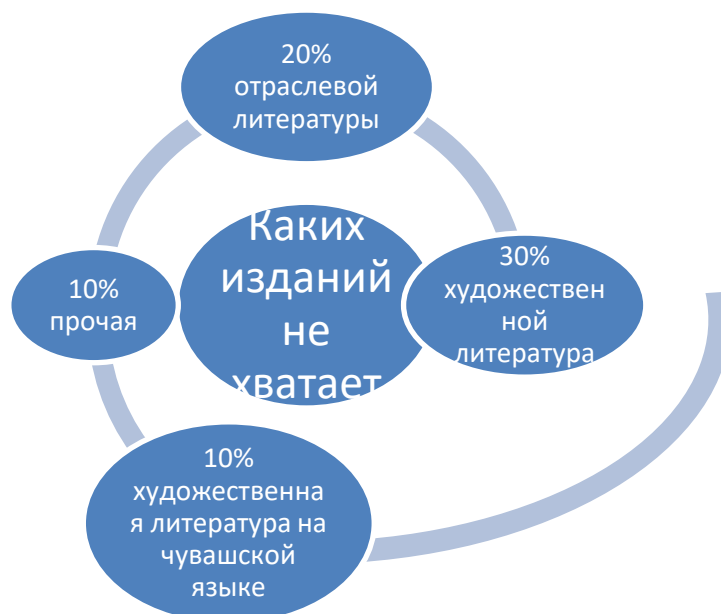 20%
отраслевой
литературы
Каких
изданий
не
хватает
30%
художествен
ной
литература
10%
прочая
10%
художественна
я литература на
чувашской
языке